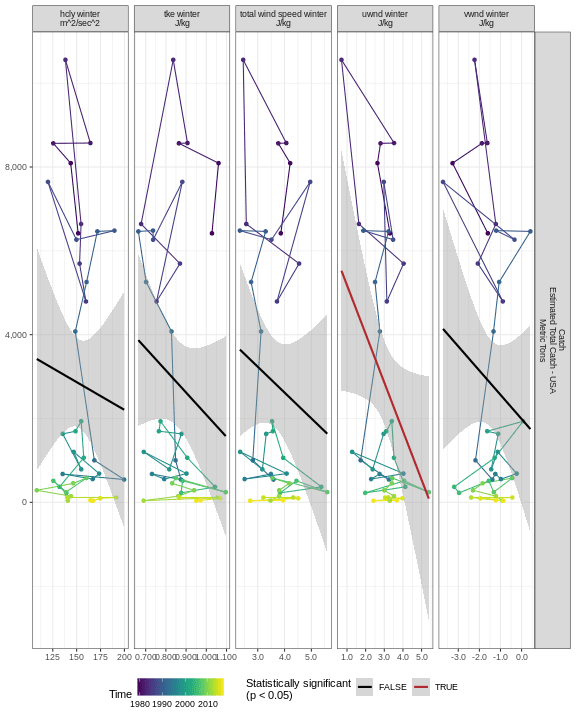 hcly winter
m^2/sec^2
tke winter
J/kg
total wind speed winter
J/kg
uwnd winter
J/kg
vwnd winter
J/kg
8,000
4,000
0
Catch
Estimated Total Catch - USA
Metric Tons
125 150 175 200
0.700 0.800 0.900 1.000 1.100
3.0 4.0 5.0
1.0 2.0 3.0 4.0 5.0
-3.0 -2.0 -1.0 0.0
Time
1980 1990 2000 2010
Statistically significant
(p < 0.05)
FALSE
TRUE